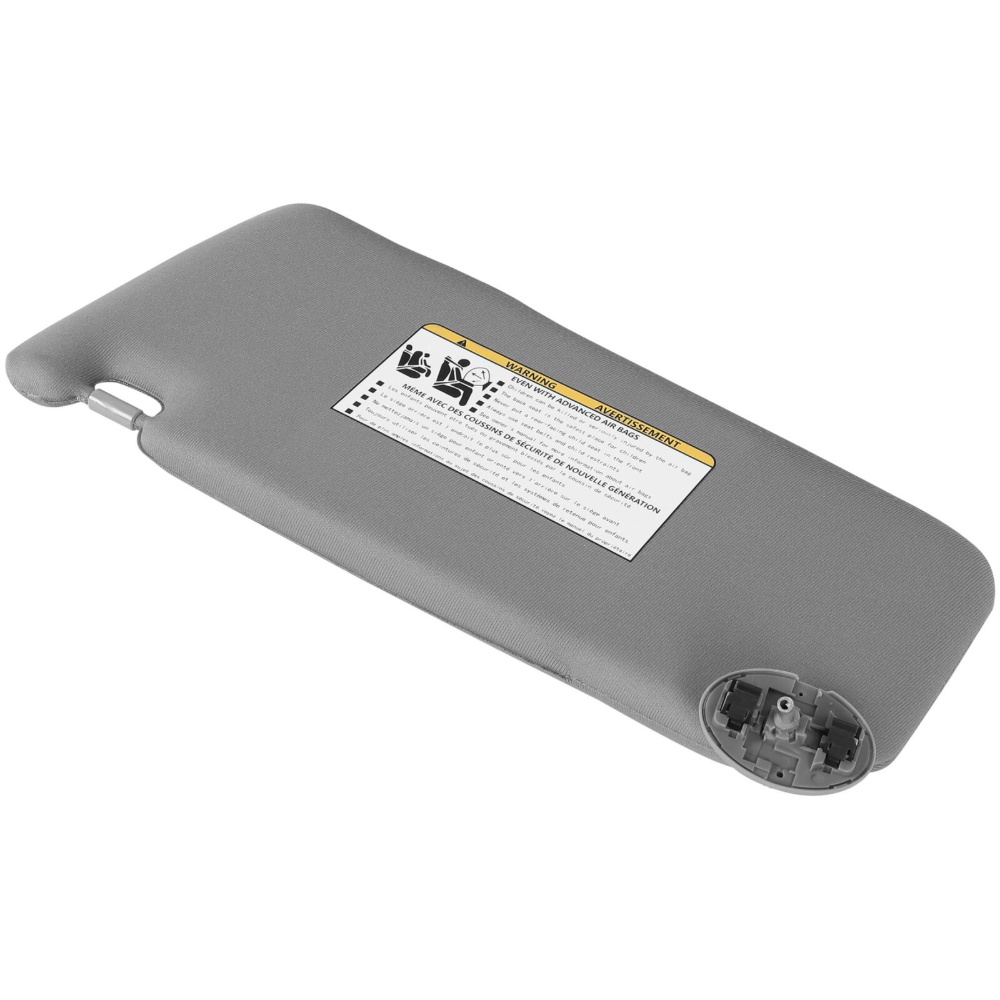 WARNING AVERTISSEMENT
EVEN WITH ADVANCED AIR BAGS
Children can be killed or seriously injured by the air bag
The back seat is the safest place for children
Never put a rear-facing child seat in the front
Always use seat belts and child restraints
See owner's manual for more information about air bags
MÊME AVEC DES COUSSINS DE SÉCURITÉ DE NOUVELLE GÉNÉRATION
Les enfants peuvent être tués ou gravement blessés par le coussin de sécurité
Le siège arrière est l'endroit le plus sûr pour les enfants
Ne mettez jamais un siège pour enfant orienté vers l'arrière sur le siège avant
Toujours utiliser les ceintures de sécurité et les systèmes de retenue pour enfants
Pour de plus amples informations au sujet des coussins de sécurité voyez le manuel du propriétaire